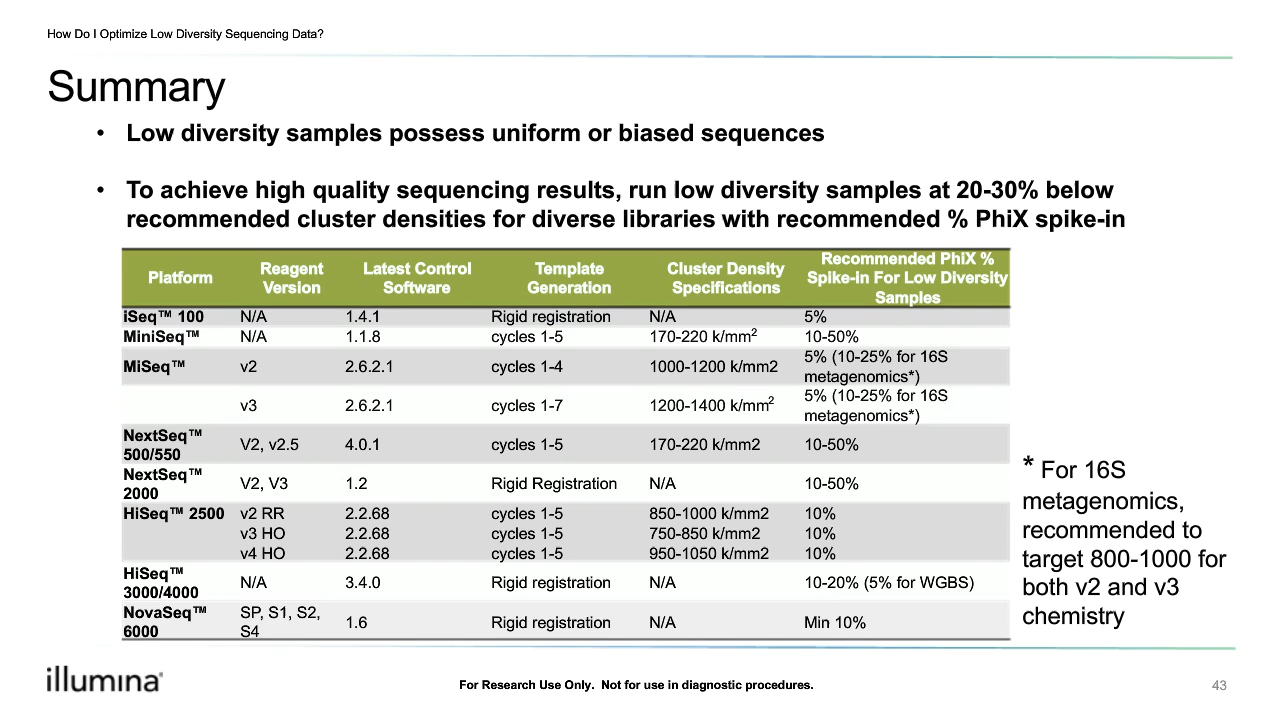 How Do I Optimize Low Diversity Sequencing Data?
Summary
• Low diversity samples possess uniform or biased sequences
• To achieve high quality sequencing results, run low diversity samples at 20-30% below
recommended cluster densities for diverse libraries with recommended % PhiX spike-in
Platform Reagent Version Latest Control Software Template Generation Cluster Density Specifications Recommended PhiX % Spike-In For Low Diversity Samples
iSeq™ 100 N/A 1.4.1 Rigid registration N/A 5%
MiniSeq™ N/A 1.1.8 cycles 1-5 170-220 k/mm² 10-50%
MiSeq™ v2 2.6.2.1 cycles 1-4 1000-1200 k/mm2 5% (10-25% for 16S metagenomics*)
v3 2.6.2.1 cycles 1-7 1200-1400 k/mm² 5% (10-25% for 16S metagenomics*)
NextSeq™ 500/550 V2, v2.5 4.0.1 cycles 1-5 170-220 k/mm2 10-50%
NextSeq™ 2000 V2, V3 1.2 Rigid Registration N/A 10-50%
HiSeq™ 2500 v2 RR 2.2.68 cycles 1-5 850-1000 k/mm2 10%
v3 HO 2.2.68 cycles 1-5 750-850 k/mm2 10%
v4 HO 2.2.68 cycles 1-5 950-1050 k/mm2 10%
HiSeq™ 3000/4000 N/A 3.4.0 Rigid registration N/A 10-20% (5% for WGBS)
NovaSeq™ 6000 SP, S1, S2, S4 1.6 Rigid registration N/A Min 10%
* For 16S
metagenomics,
recommended to
target 800-1000 for
both v2 and v3
chemistry
illumina®
For Research Use Only. Not for use in diagnostic procedures.
43